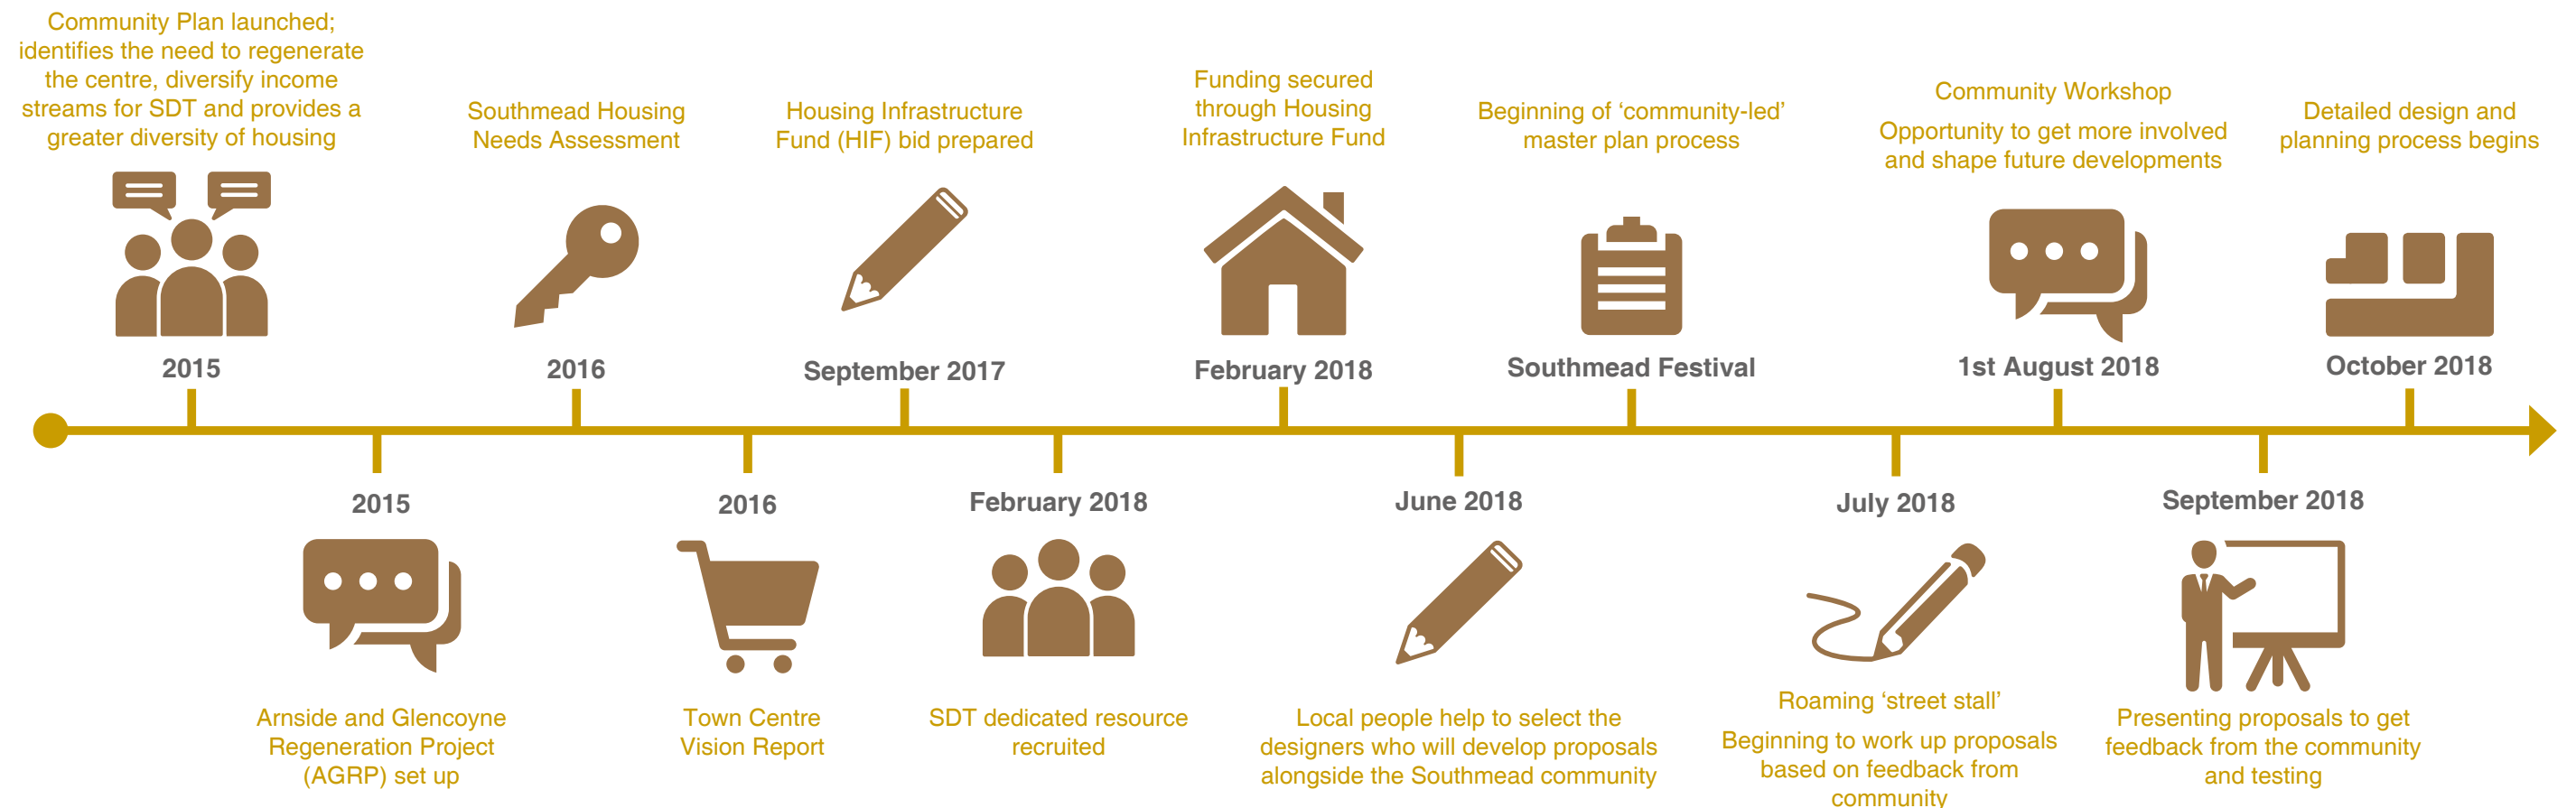 Community Plan launched;
identifies the need to regenerate
the centre, diversify income
streams for SDT and provides a
greater diversity of housing
2015
2015
Arnside and Glencoyne
Regeneration Project
(AGRP) set up
Southmead Housing
Needs Assessment
2016
2016
Town Centre
Vision Report
Housing Infrastructure
Fund (HIF) bid prepared
September 2017
February 2018
SDT dedicated resource
recruited
Funding secured
through Housing
Infrastructure Fund
February 2018
June 2018
Local people help to select the
designers who will develop proposals
alongside the Southmead community
Beginning of ‘community-led’
master plan process
Southmead Festival
July 2018
Roaming ‘street stall’
Beginning to work up proposals
based on feedback from
community
Community Workshop
Opportunity to get more involved
and shape future developments
1st August 2018
September 2018
Presenting proposals to get
feedback from the community
and testing
Detailed design and
planning process begins
October 2018